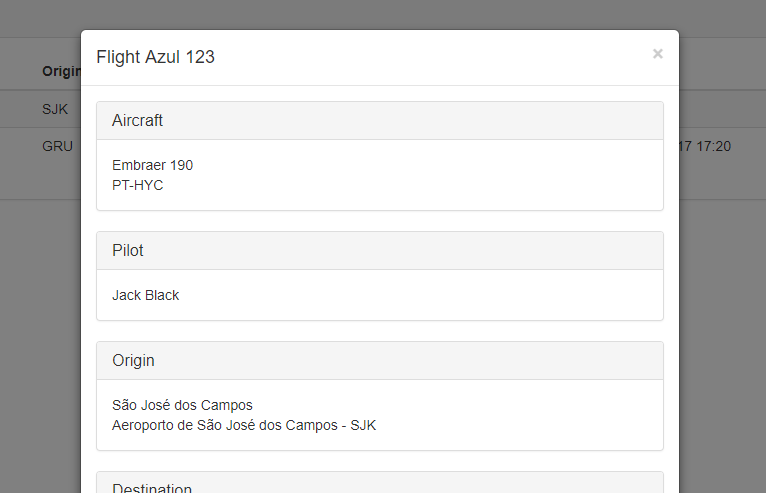 Flight Azul 123
×
SJK
GRU
17 17:20
Aircraft
Embraer 190
PT-HYC
Pilot
Jack Black
Origin
São José dos Campos
Aeroporto de São José dos Campos - SJK
Destination